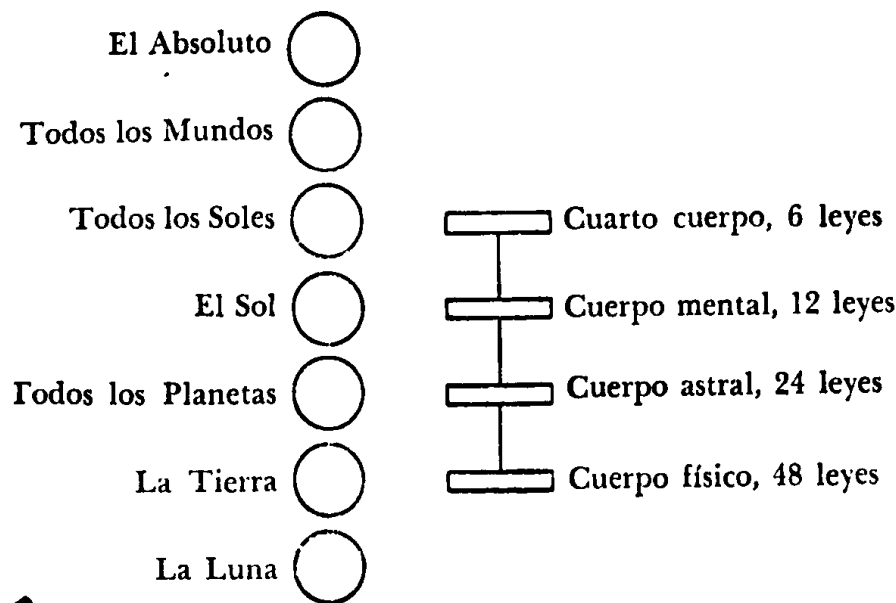 El Absoluto
Todos los Mundos
Todos los Soles
Cuarto cuerpo, 6 leyes
El Sol
Cuerpo mental, 12 leyes
Todos los Planetas
Cuerpo astral, 24 leyes
La Tierra
Cuerpo físico, 48 leyes
La Luna